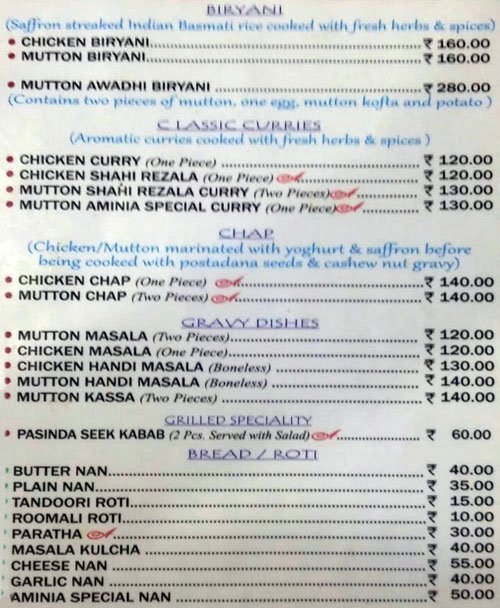 BIRYANI
(Saffron streaked Indian Basmati rice cooked with fresh herbs & spices)
CHICKEN BIRYANI ₹ 160.00
MUTTON BIRYANI ₹ 160.00
MUTTON AWADHI BIRYANI ₹ 280.00
(Contains two pieces of mutton, one egg, mutton kofta and potato )
CLASSIC CURRIES
(Aromatic curries cooked with fresh herbs & spices )
CHICKEN CURRY (One Piece) ₹ 120.00
CHICKEN SHAHI REZALA (One Piece) ₹ 120.00
MUTTON SHAHI REZALA CURRY (Two Pieces) ₹ 130.00
MUTTON AMINIA SPECIAL CURRY (One Piece) ₹ 130.00
CHAP
(Chicken/Mutton marinated with yoghurt & saffron before
being cooked with postadana seeds & cashew nut gravy)
CHICKEN CHAP (One Piece) ₹ 140.00
MUTTON CHAP (Two Pieces) ₹ 140.00
GRAVY DISHES
MUTTON MASALA (Two Pieces) ₹ 120.00
CHICKEN MASALA (One Piece) ₹ 120.00
CHICKEN HANDI MASALA (Boneless) ₹ 130.00
MUTTON HANDI MASALA (Boneless) ₹ 140.00
MUTTON KASSA (Two Pieces) ₹ 140.00
GRILLED SPECIALITY
PASINDA SEEK KABAB (2 Pcs. Served with Salad) ₹ 60.00
BREAD / ROTI
BUTTER NAN ₹ 40.00
PLAIN NAN ₹ 35.00
TANDOORI ROTI ₹ 15.00
ROOMALI ROTI ₹ 10.00
PARATHA ₹ 30.00
MASALA KULCHA ₹ 40.00
CHEESE NAN ₹ 55.00
GARLIC NAN ₹ 40.00
AMINIA SPECIAL NAN ₹ 50.00